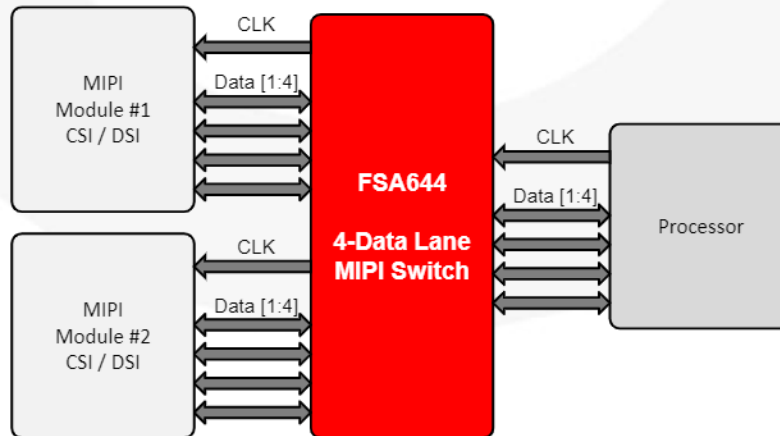 MIPI
Module #1
CSI / DSI
CLK
Data [1:4]
MIPI
Module #2
CSI / DSI
CLK
Data [1:4]
FSA644
4-Data Lane
MIPI Switch
CLK
Data [1:4]
Processor